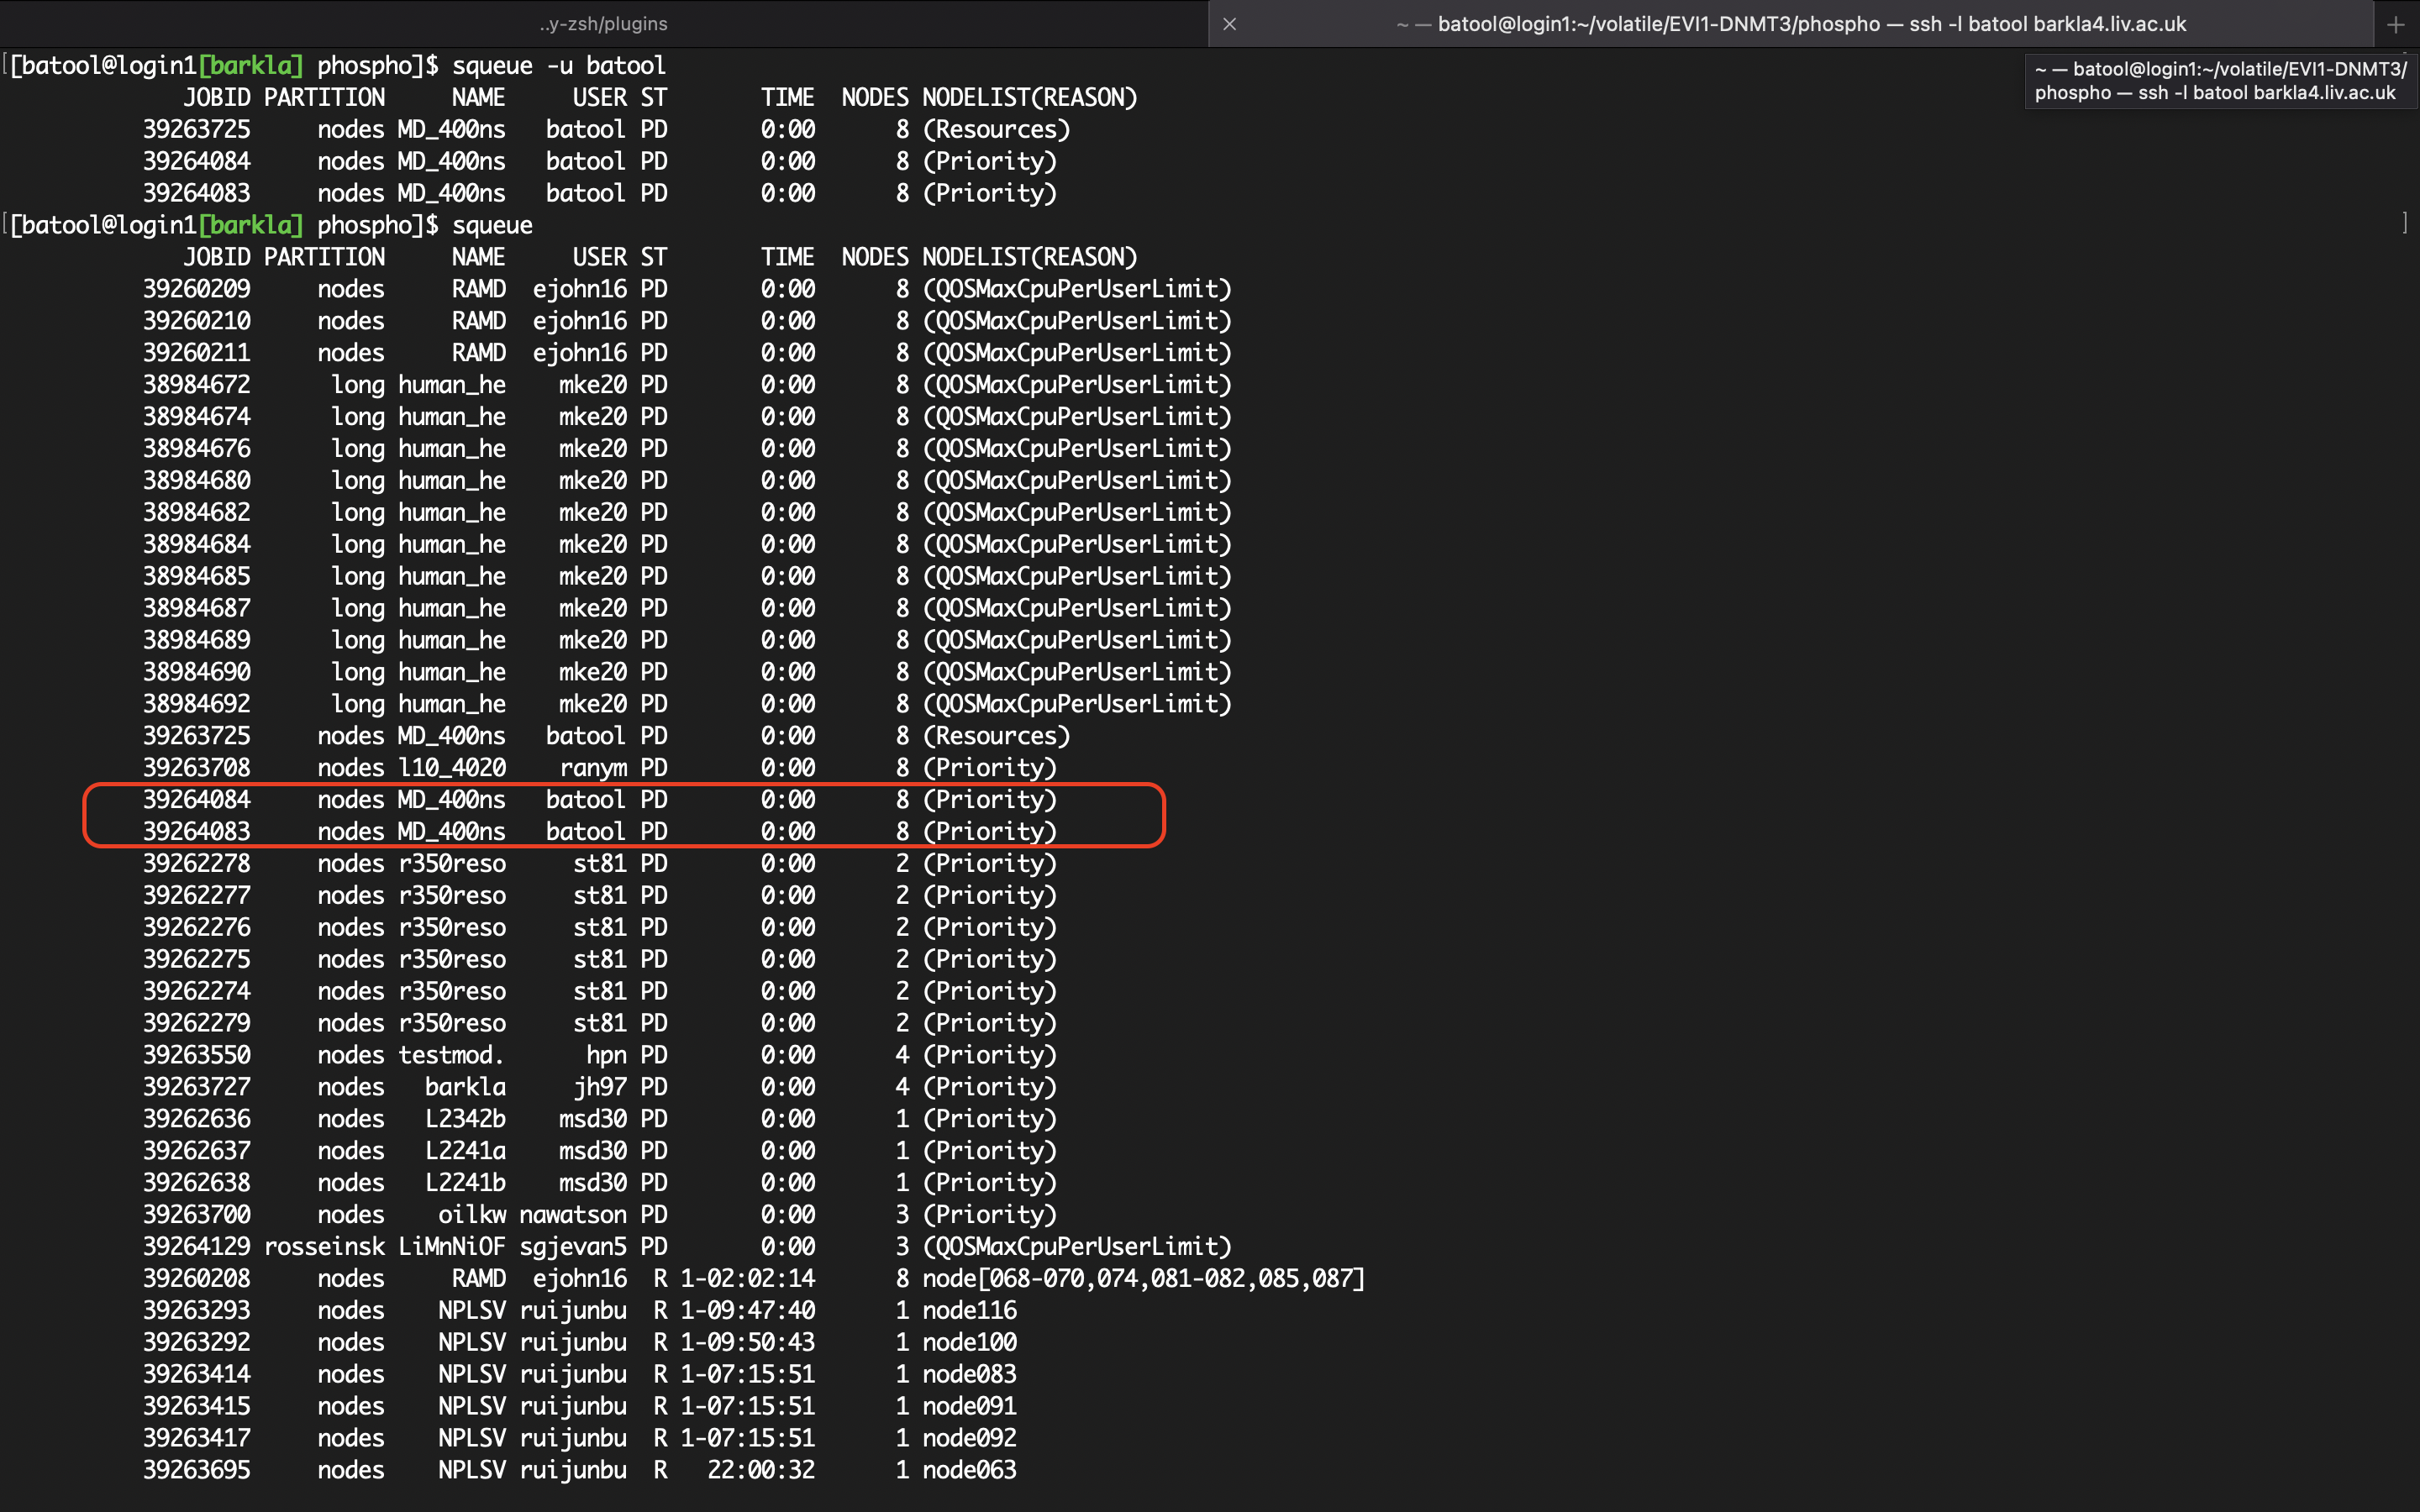 ..y-zsh/plugins
~ — batool@login1:~/volatile/EVI1-DNMT3/phospho — ssh -l batool barkla4.liv.ac.uk
~ — batool@login1:~/volatile/EVI1-DNMT3/
phospho — ssh -l batool barkla4.liv.ac.uk
[[batool@login1[barkla] phospho]$ squeue -u batool
JOBID PARTITION NAME USER ST TIME NODES NODELIST(REASON)
39263725 nodes MD_400ns batool PD 0:00 8 (Resources)
39264084 nodes MD_400ns batool PD 0:00 8 (Priority)
39264083 nodes MD_400ns batool PD 0:00 8 (Priority)
[[batool@login1[barkla] phospho]$ squeue ]
JOBID PARTITION NAME USER ST TIME NODES NODELIST(REASON)
39260209 nodes RAMD ejohn16 PD 0:00 8 (QOSMaxCpuPerUserLimit)
39260210 nodes RAMD ejohn16 PD 0:00 8 (QOSMaxCpuPerUserLimit)
39260211 nodes RAMD ejohn16 PD 0:00 8 (QOSMaxCpuPerUserLimit)
38984672 long human_he mke20 PD 0:00 8 (QOSMaxCpuPerUserLimit)
38984674 long human_he mke20 PD 0:00 8 (QOSMaxCpuPerUserLimit)
38984676 long human_he mke20 PD 0:00 8 (QOSMaxCpuPerUserLimit)
38984680 long human_he mke20 PD 0:00 8 (QOSMaxCpuPerUserLimit)
38984682 long human_he mke20 PD 0:00 8 (QOSMaxCpuPerUserLimit)
38984684 long human_he mke20 PD 0:00 8 (QOSMaxCpuPerUserLimit)
38984685 long human_he mke20 PD 0:00 8 (QOSMaxCpuPerUserLimit)
38984687 long human_he mke20 PD 0:00 8 (QOSMaxCpuPerUserLimit)
38984689 long human_he mke20 PD 0:00 8 (QOSMaxCpuPerUserLimit)
38984690 long human_he mke20 PD 0:00 8 (QOSMaxCpuPerUserLimit)
38984692 long human_he mke20 PD 0:00 8 (QOSMaxCpuPerUserLimit)
39263725 nodes MD_400ns batool PD 0:00 8 (Resources)
39263708 nodes l10_4020 ranym PD 0:00 8 (Priority)
39264084 nodes MD_400ns batool PD 0:00 8 (Priority)
39264083 nodes MD_400ns batool PD 0:00 8 (Priority)
39262278 nodes r350reso st81 PD 0:00 2 (Priority)
39262277 nodes r350reso st81 PD 0:00 2 (Priority)
39262276 nodes r350reso st81 PD 0:00 2 (Priority)
39262275 nodes r350reso st81 PD 0:00 2 (Priority)
39262274 nodes r350reso st81 PD 0:00 2 (Priority)
39262279 nodes r350reso st81 PD 0:00 2 (Priority)
39263550 nodes testmod. hpn PD 0:00 4 (Priority)
39263727 nodes barkla jh97 PD 0:00 4 (Priority)
39262636 nodes L2342b msd30 PD 0:00 1 (Priority)
39262637 nodes L2241a msd30 PD 0:00 1 (Priority)
39262638 nodes L2241b msd30 PD 0:00 1 (Priority)
39263700 nodes oilkw nawatson PD 0:00 3 (Priority)
39264129 rosseinsk LiMnNiOF sgjevan5 PD 0:00 3 (QOSMaxCpuPerUserLimit)
39260208 nodes RAMD ejohn16 R 1-02:02:14 8 node[068-070,074,081-082,085,087]
39263293 nodes NPLSV ruijunbu R 1-09:47:40 1 node116
39263292 nodes NPLSV ruijunbu R 1-09:50:43 1 node100
39263414 nodes NPLSV ruijunbu R 1-07:15:51 1 node083
39263415 nodes NPLSV ruijunbu R 1-07:15:51 1 node091
39263417 nodes NPLSV ruijunbu R 1-07:15:51 1 node092
39263695 nodes NPLSV ruijunbu R 22:00:32 1 node063